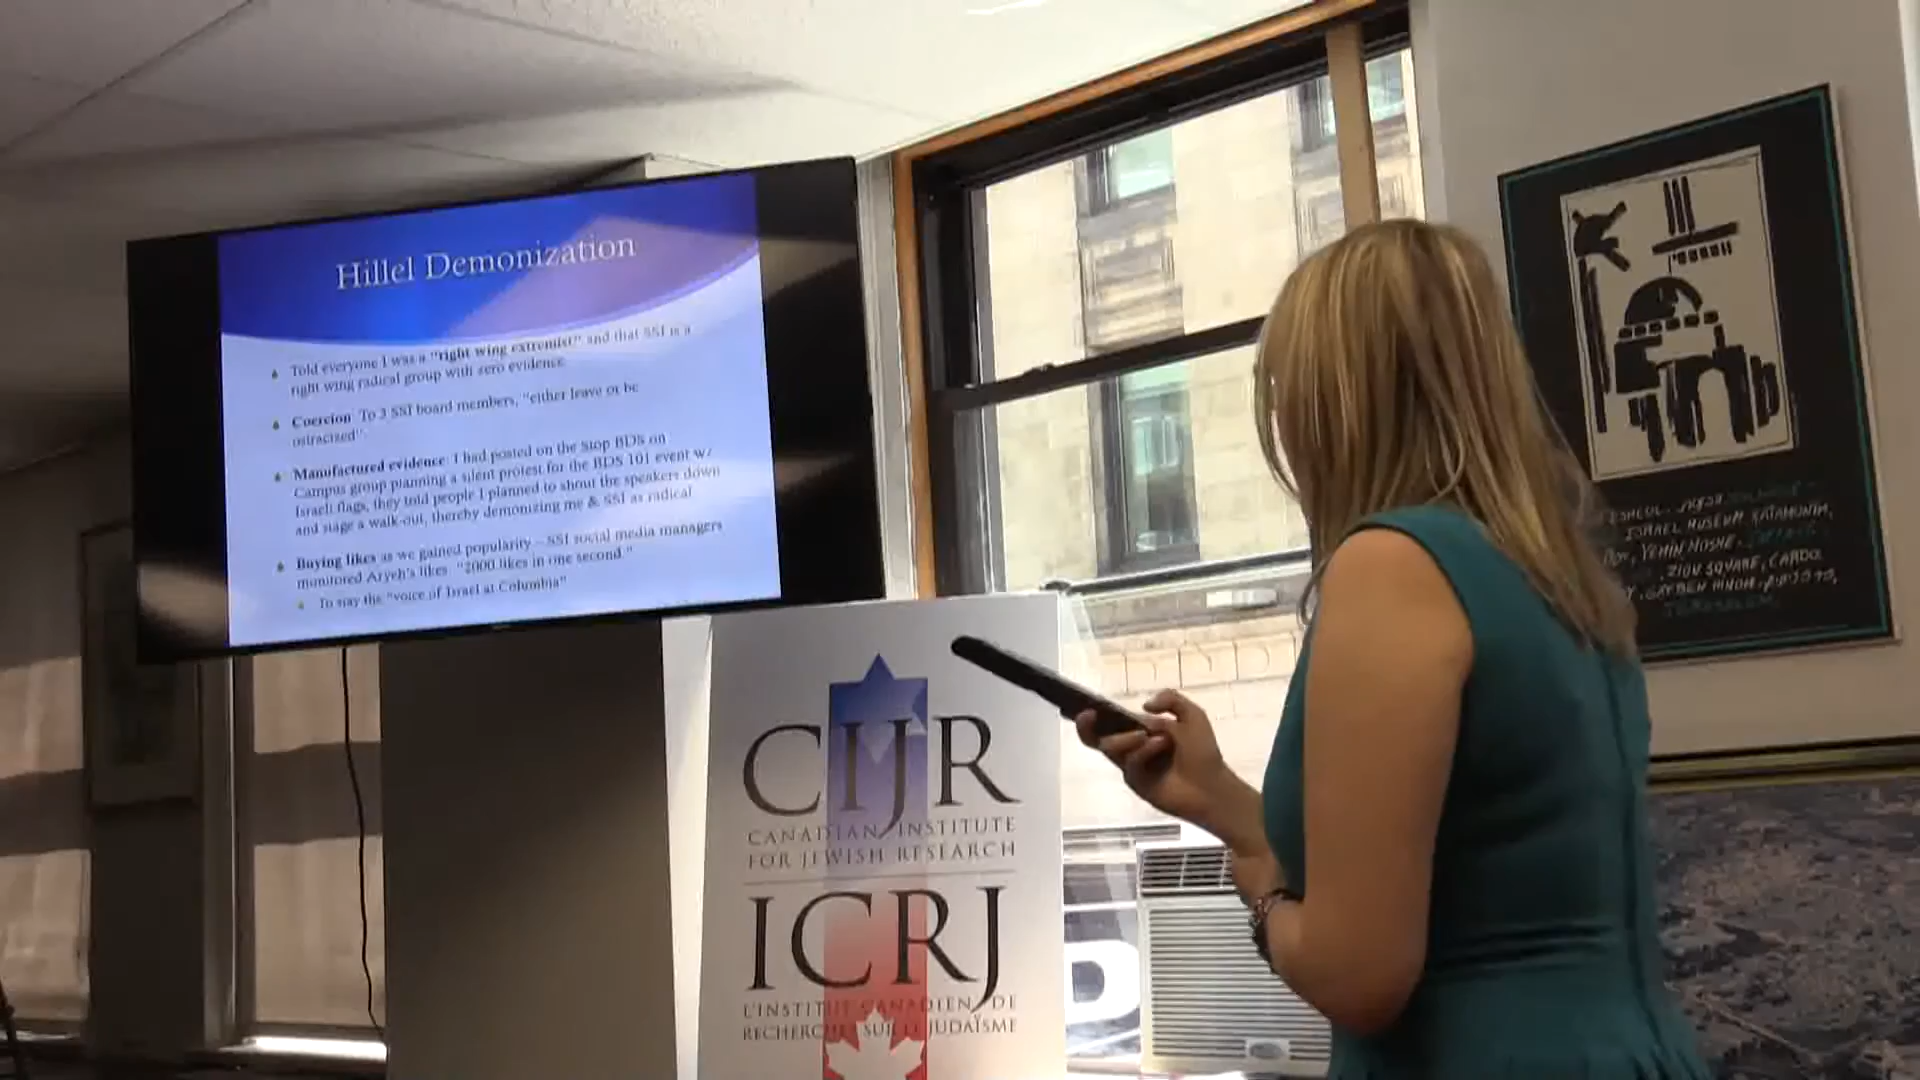 Hillel Demonization
Told everyone I was a "right wing extremist" and that SSI is a
right wing radical group with zero evidence
Coercion To 3 SSI board members, "either leave or be
ostracized"
Manufactured evidence: I had posted on the Stop BDS on
Campus group planning a silent protest for the BDS 101 event w/
Israeli flags, they told people I planned to shout the speakers down
and stage a walk-out, thereby demonizing me & SSI as radical
Buying likes as we gained popularity – SSI social media managers
monitored Aryeh's likes "2000 likes in one second"
To stay the "voice of Israel at Columbia"
CIJR
CANADIAN INSTITUTE
FOR JEWISH RESEARCH
ICRJ
L'INSTITUT CANADIEN DE
RECHERCHES SUR LE JUDAÏSME
ESHCOL
ISRAEL MUSEUM, KATAMONIM,
YEMIN MOSHE,
ZION SQUARE, CARDO,
D